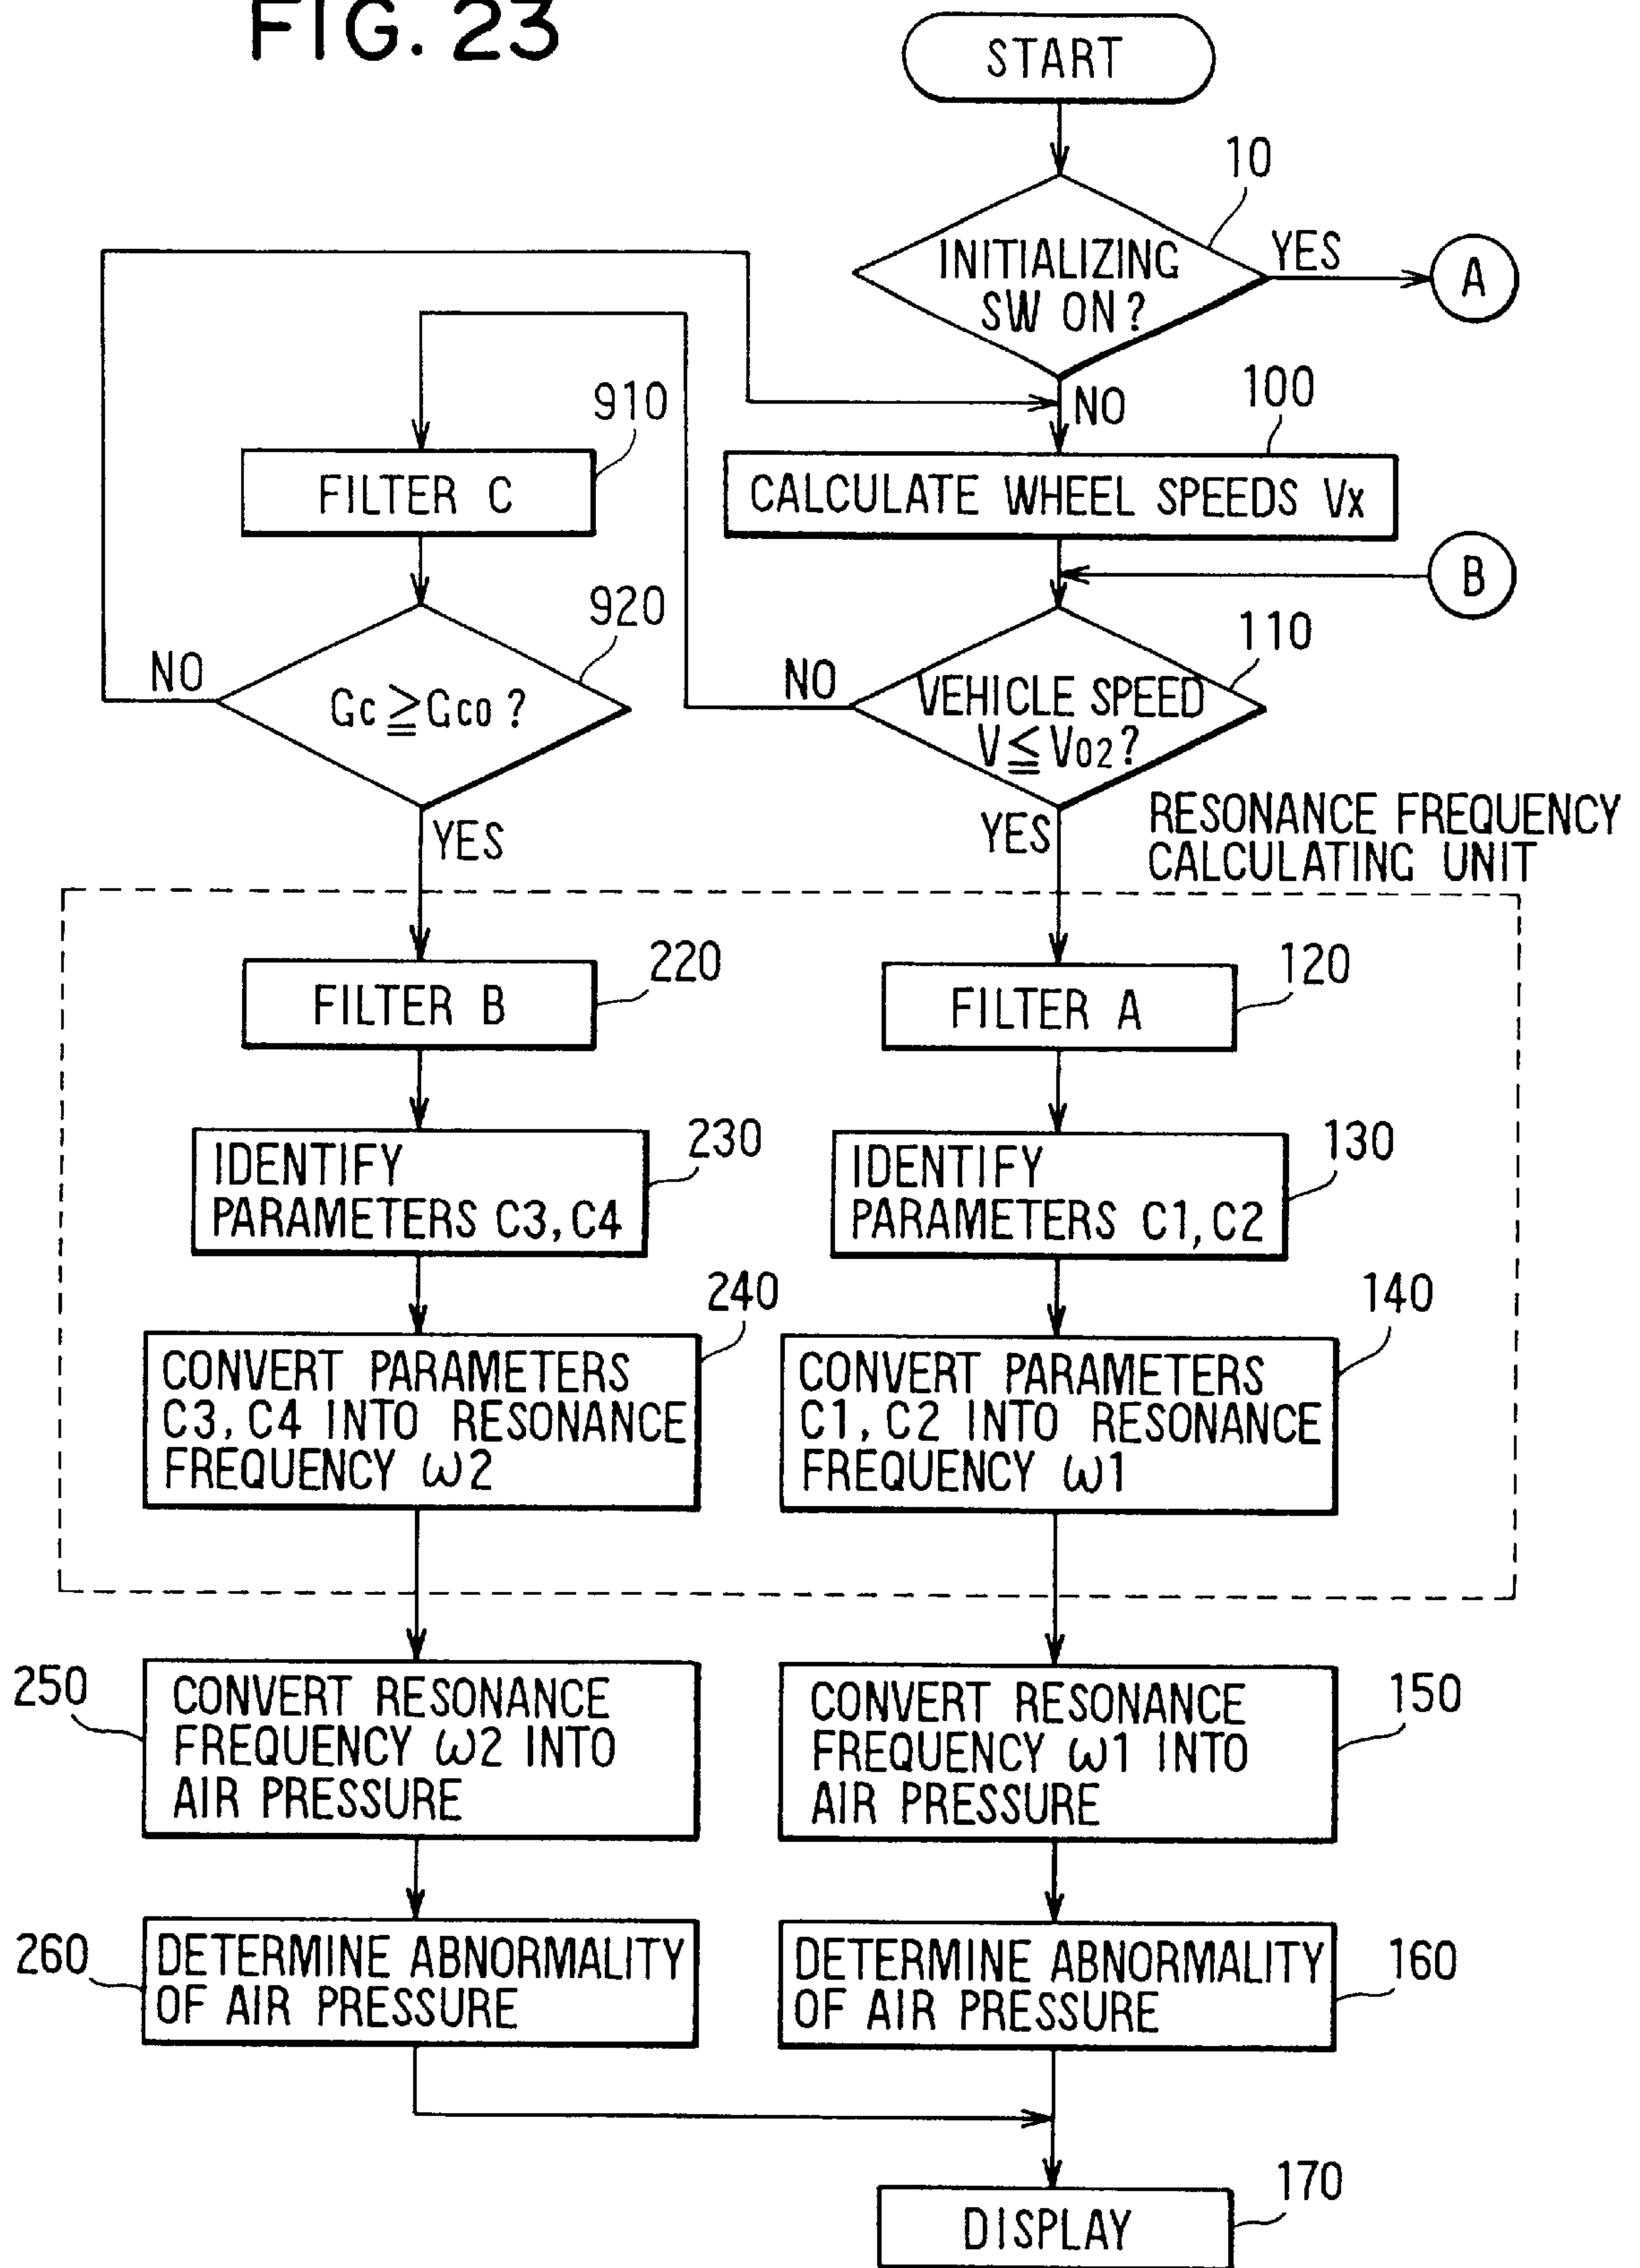 FIG. 23
START
10
INITIALIZING
SW ON?
YES
A
NO
100
CALCULATE WHEEL SPEEDS Vx
910
FILTER C
B
920
GC≧GC0?
NO
YES
110
VEHICLE SPEED
V≦V02?
NO
YES
RESONANCE FREQUENCY
CALCULATING UNIT
220
FILTER B
120
FILTER A
230
IDENTIFY
PARAMETERS C3, C4
130
IDENTIFY
PARAMETERS C1, C2
240
CONVERT PARAMETERS
C3, C4 INTO RESONANCE
FREQUENCY ω2
140
CONVERT PARAMETERS
C1, C2 INTO RESONANCE
FREQUENCY ω1
250
CONVERT RESONANCE
FREQUENCY ω2 INTO
AIR PRESSURE
150
CONVERT RESONANCE
FREQUENCY ω1 INTO
AIR PRESSURE
260
DETERMINE ABNORMALITY
OF AIR PRESSURE
160
DETERMINE ABNORMALITY
OF AIR PRESSURE
170
DISPLAY